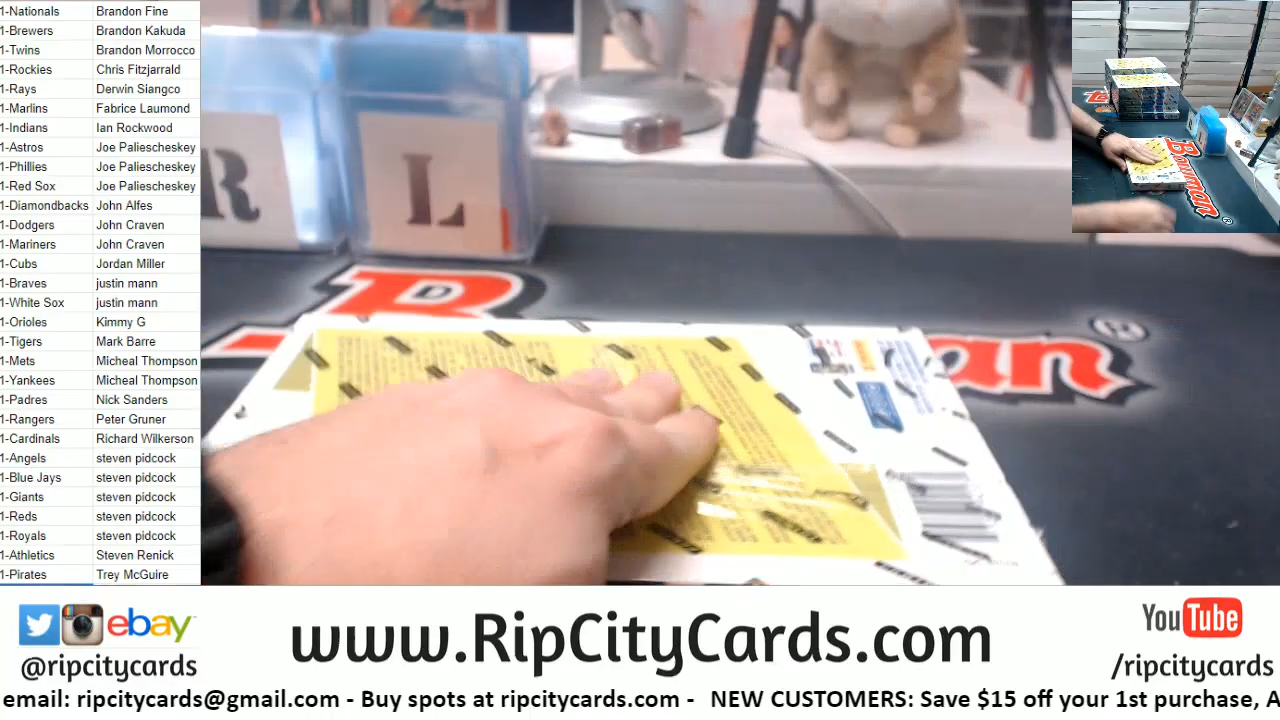 1-Nationals Brandon Fine
1-Brewers Brandon Kakuda
1-Twins Brandon Morrocco
1-Rockies Chris Fitzjarrald
1-Rays Derwin Siangco
1-Marlins Fabrice Laumond
1-Indians Ian Rockwood
1-Astros Joe Paliescheskey
1-Phillies Joe Paliescheskey
1-Red Sox Joe Paliescheskey
1-Diamondbacks John Alfes
1-Dodgers John Craven
1-Mariners John Craven
1-Cubs Jordan Miller
1-Braves justin mann
1-White Sox justin mann
1-Orioles Kimmy G
1-Tigers Mark Barre
1-Mets Micheal Thompson
1-Yankees Micheal Thompson
1-Padres Nick Sanders
1-Rangers Peter Gruner
1-Cardinals Richard Wilkerson
1-Angels steven pidcock
1-Blue Jays steven pidcock
1-Giants steven pidcock
1-Reds steven pidcock
1-Royals steven pidcock
1-Athletics Steven Renick
1-Pirates Trey McGuire
R L
B an ®
Bowman ®
ebay
@ripcitycards
www.RipCityCards.com
YouTube
/ripcitycards
email: ripcitycards@gmail.com - Buy spots at ripcitycards.com - NEW CUSTOMERS: Save $15 off your 1st purchase, A